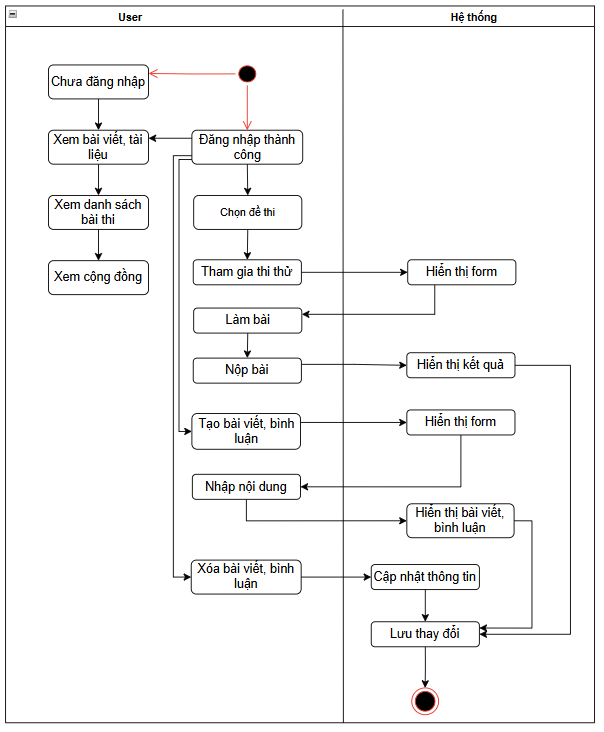 User
Hệ thống
Chưa đăng nhập
Xem bài viết, tài
liệu
Đăng nhập thành
công
Xem danh sách
bài thi
Chọn đề thi
Xem cộng đồng
Tham gia thi thử
Hiển thị form
Làm bài
Nộp bài
Hiển thị kết quả
Tạo bài viết, bình
luận
Hiển thị form
Nhập nội dung
Hiển thị bài viết,
bình luận
Xóa bài viết, bình
luận
Cập nhật thông tin
Lưu thay đổi